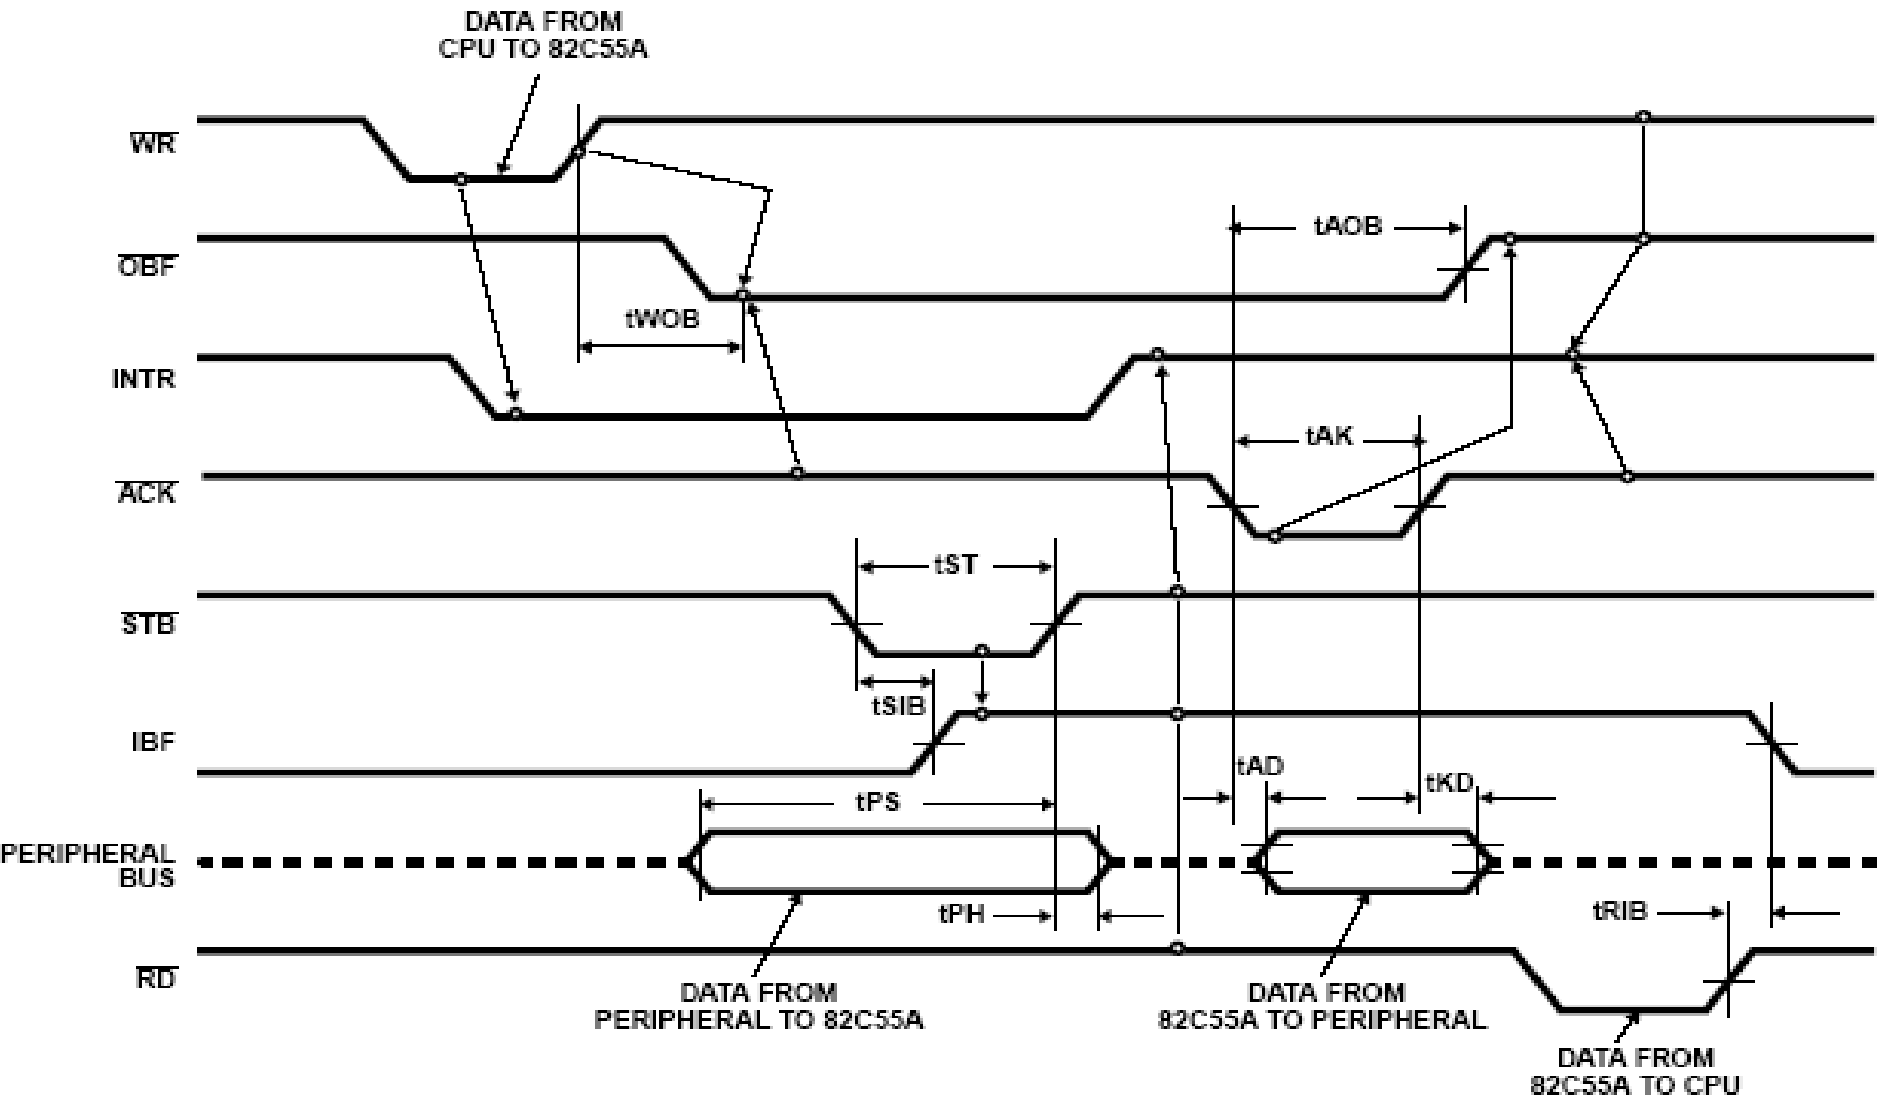 DATA FROM
CPU TO 82C55A
WR
tAOB
OBF
tWOB
INTR
tAK
ACK
tST
STB
tSIB
IBF
tAD
tKD
tPS
PERIPHERAL
BUS
tPH
tRIB
RD
DATA FROM
PERIPHERAL TO 82C55A
DATA FROM
82C55A TO PERIPHERAL
DATA FROM
82C55A TO CPU